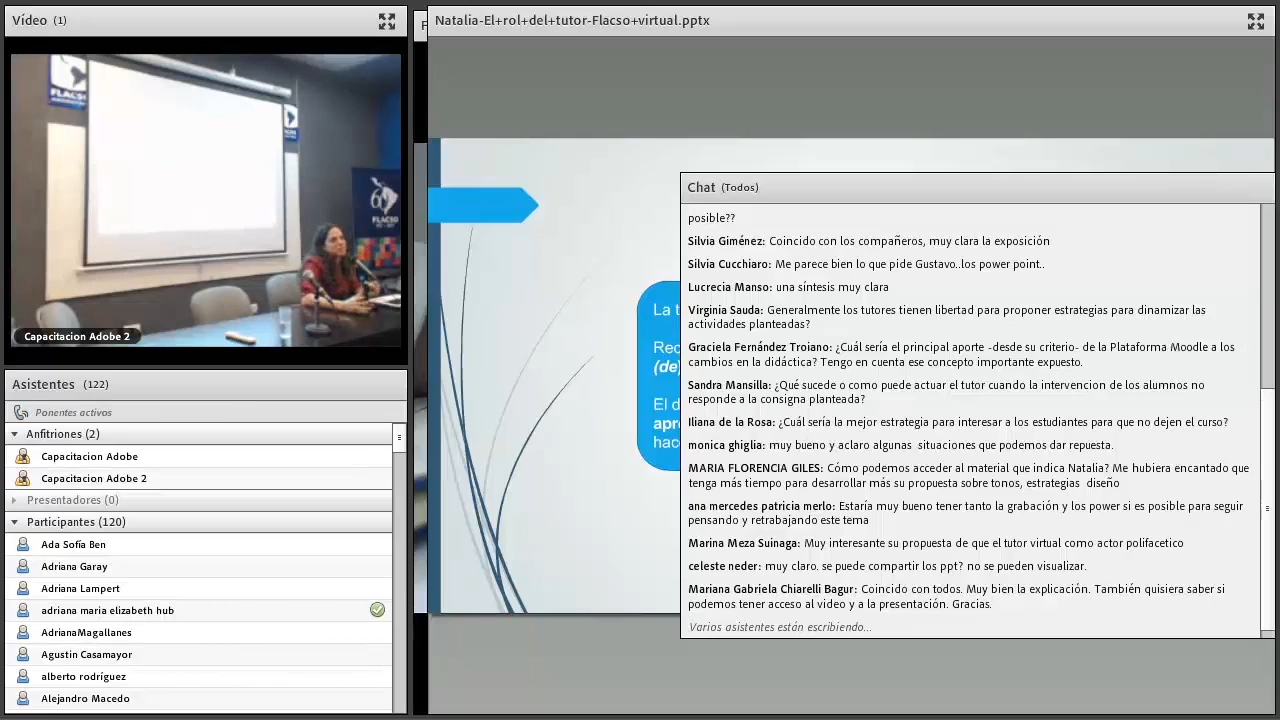 Vídeo (1)
FLACSO
FLACSO
Capacitacion Adobe 2
Asistentes (122)
Ponentes activos
Anfitriones (2)
Capacitacion Adobe
Capacitacion Adobe 2
Presentadores (0)
Participantes (120)
Ada Sofía Ben
Adriana Garay
Adriana Lampert
adriana maria elizabeth hub
AdrianaMagallanes
Agustin Casamayor
alberto rodríguez
Alejandro Macedo
F
Natalia-El+rol+del+tutor-Flacso+virtual.pptx
La t
Rec
(de)
El d
apre
hace
Chat (Todos)
posible??
Silvia Giménez: Coincido con los compañeros, muy clara la exposición
Silvia Cucchiaro: Me parece bien lo que pide Gustavo..los power point..
Lucrecia Manso: una síntesis muy clara
Virginia Sauda: Generalmente los tutores tienen libertad para proponer estrategias para dinamizar las
actividades planteadas?
Graciela Fernández Troiano: ¿Cuál sería el principal aporte -desde su criterio- de la Plataforma Moodle a los
cambios en la didáctica? Tengo en cuenta ese concepto importante expuesto.
Sandra Mansilla: ¿Qué sucede o como puede actuar el tutor cuando la intervencion de los alumnos no
responde a la consigna planteada?
Iliana de la Rosa: ¿Cuál sería la mejor estrategia para interesar a los estudiantes para que no dejen el curso?
monica ghiglia: muy bueno y aclaro algunas situaciones que podemos dar repuesta.
MARIA FLORENCIA GILES: Cómo podemos acceder al material que indica Natalia? Me hubiera encantado que
tenga más tiempo para desarrollar más su propuesta sobre tonos, estrategias diseño
ana mercedes patricia merlo: Estaría muy bueno tener tanto la grabación y los power si es posible para seguir
pensando y retrabajando este tema
Marina Meza Suinaga: Muy interesante su propuesta de que el tutor virtual como actor polifacetico
celeste neder: muy claro. se puede compartir los ppt? no se pueden visualizar.
Mariana Gabriela Chiarelli Bagur: Coincido con todos. Muy bien la explicación. También quisiera saber si
podemos tener acceso al video y a la presentación. Gracias.
Varios asistentes están escribiendo...